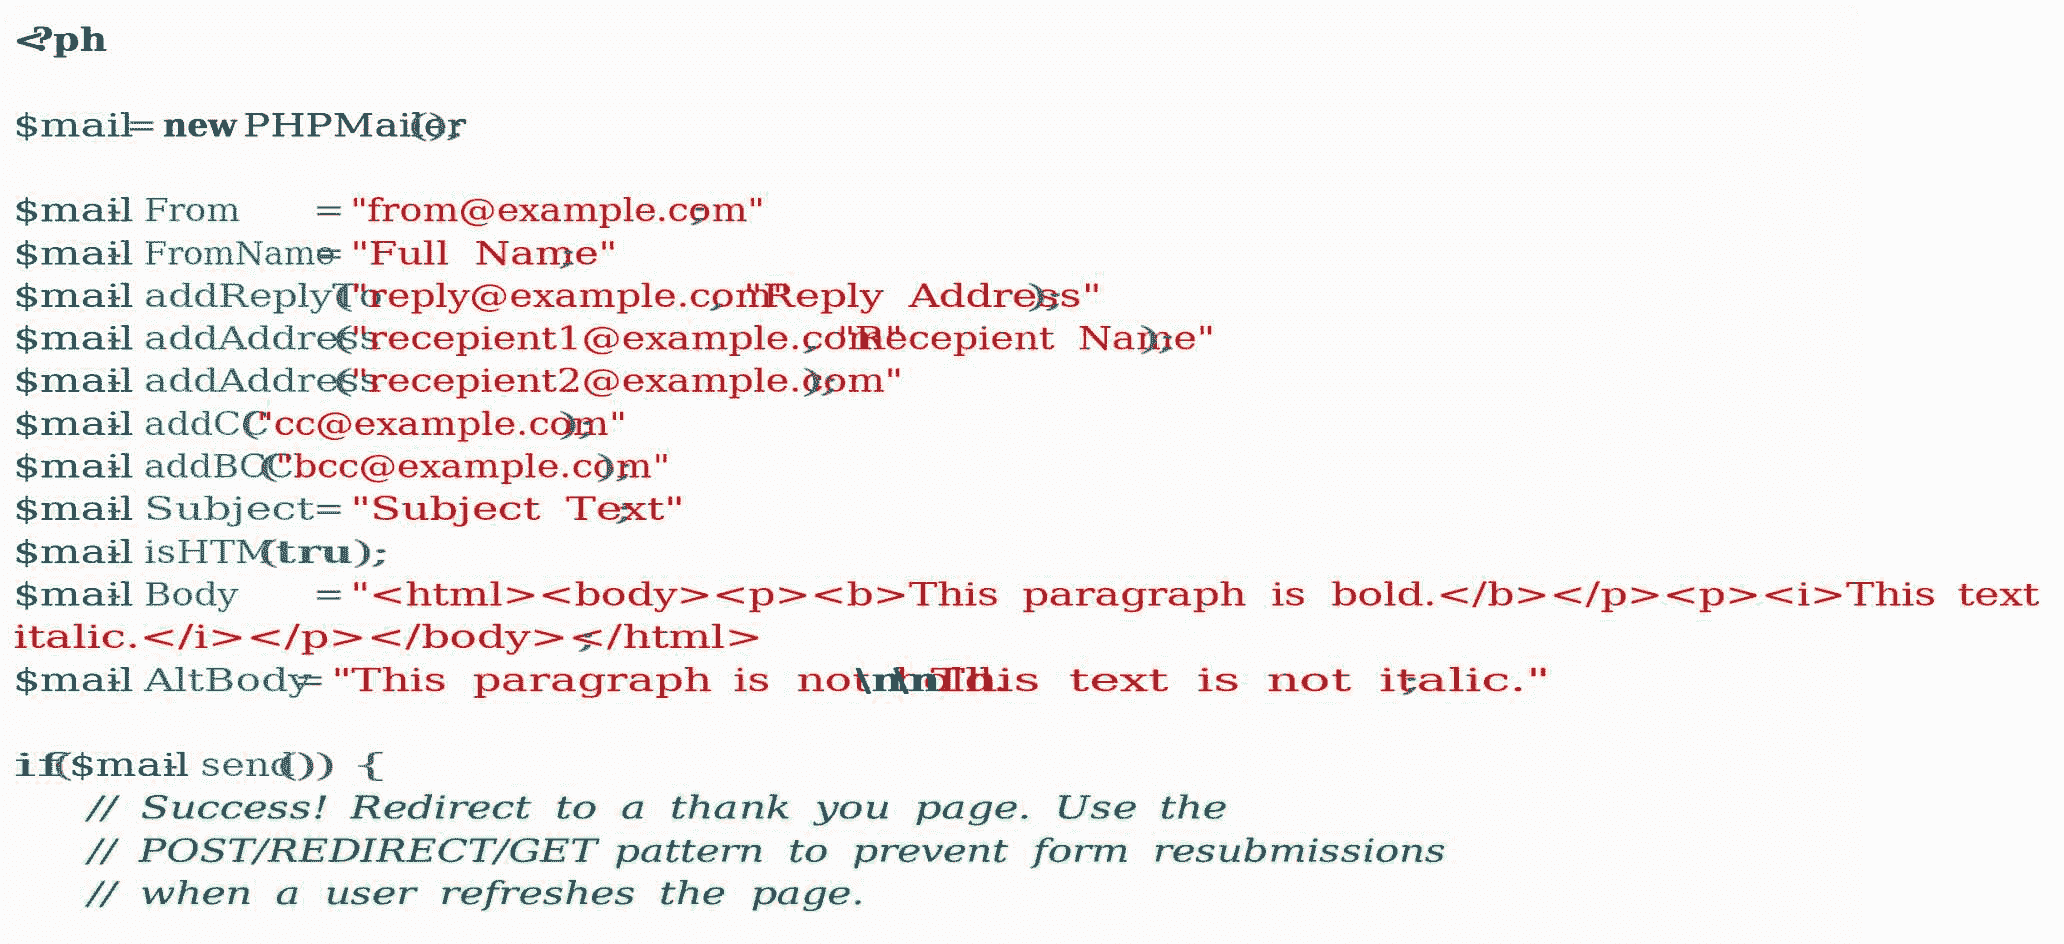 <?ph
$mail= new PHPMailer();
$mail- From = "from@example.com";
$mail- FromName= "Full Name";
$mail- addReplyTo("reply@example.com", "Reply Address");
$mail- addAddress("recepient1@example.com", "Recepient Name");
$mail- addAddress("recepient2@example.com");
$mail- addCC("cc@example.com");
$mail- addBCC("bcc@example.com");
$mail- Subject= "Subject Text";
$mail- isHTM(tru);
$mail- Body = "<html><body><p><b>This paragraph is bold.</b></p><p><i>This text
italic.</i></p></body></html>;
$mail- AltBody= "This paragraph is not bold.\n\nThis text is not italic.";
if($mail- send()) {
// Success! Redirect to a thank you page. Use the
// POST/REDIRECT/GET pattern to prevent form resubmissions
// when a user refreshes the page.